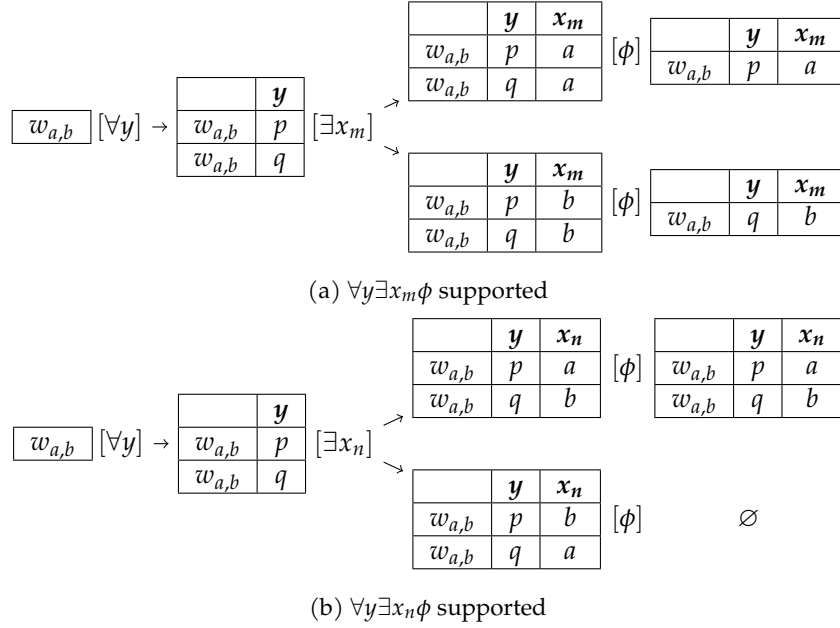 y x_m
w_{a,b} p a
w_{a,b} q a
[ϕ]
y x_m
w_{a,b} p a
w_{a,b} [∀y] →
y
w_{a,b} p
w_{a,b} q
[∃x_m]
y x_m
w_{a,b} p b
w_{a,b} q b
[ϕ]
y x_m
w_{a,b} q b
(a) ∀y∃x_mϕ supported
y x_n
w_{a,b} p a
w_{a,b} q b
[ϕ]
y x_n
w_{a,b} p a
w_{a,b} q b
w_{a,b} [∀y] →
y
w_{a,b} p
w_{a,b} q
[∃x_n]
y x_n
w_{a,b} p b
w_{a,b} q a
[ϕ] ∅
(b) ∀y∃x_nϕ supported